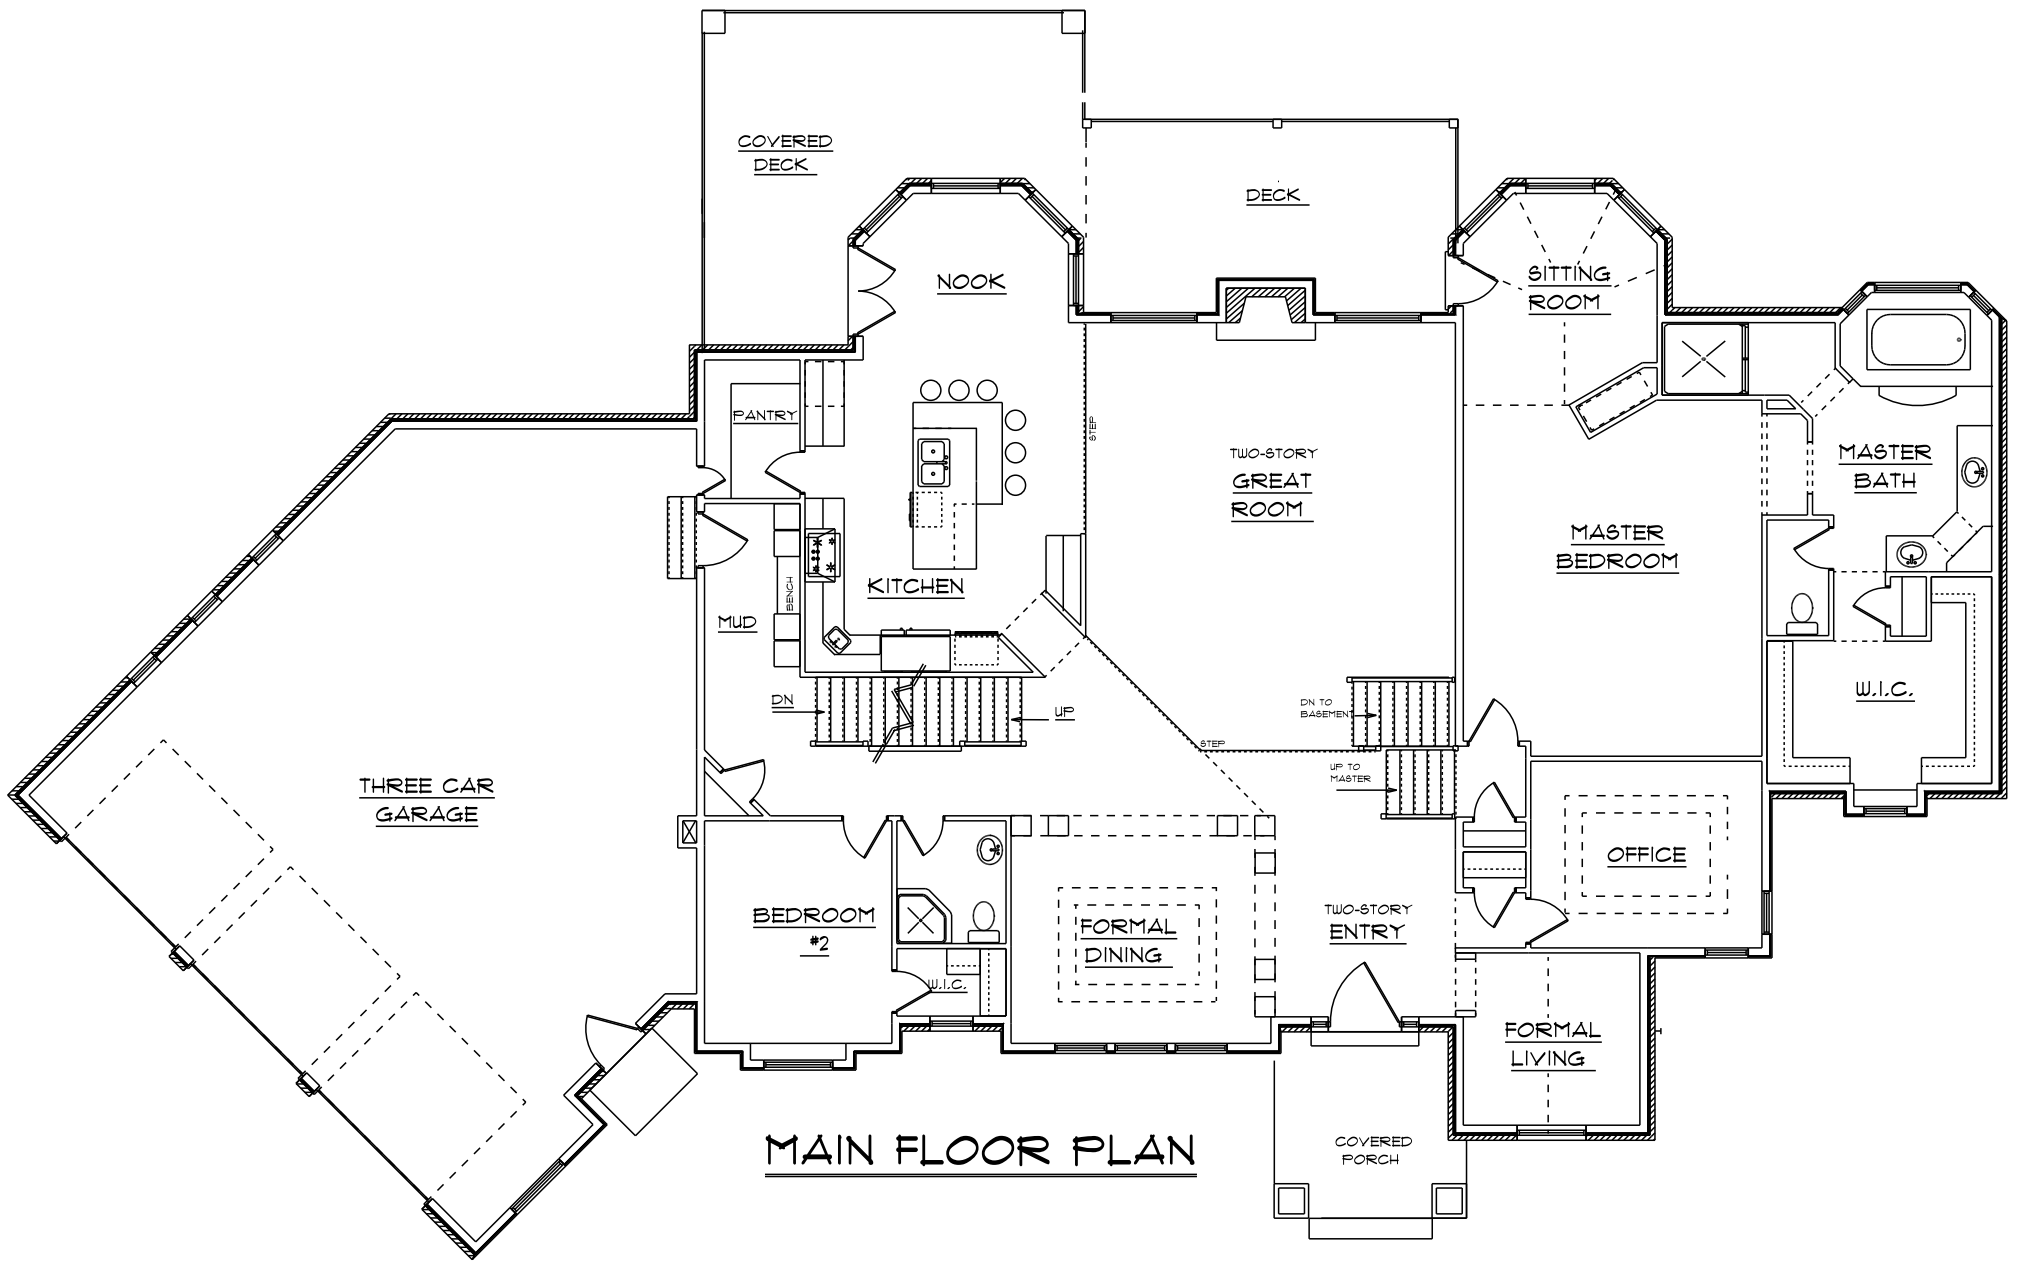 COVERED
DECK
DECK
NOOK
SITTING
ROOM
PANTRY
STEP
TWO-STORY
GREAT
ROOM
MASTER
BATH
MASTER
BEDROOM
KITCHEN
BENCH
MUD
W.I.C.
DN
UP
DN TO
BASEMENT
STEP
UP TO
MASTER
THREE CAR
GARAGE
OFFICE
BEDROOM
#2
FORMAL
DINING
TWO-STORY
ENTRY
W.I.C.
FORMAL
LIVING
MAIN FLOOR PLAN
COVERED
PORCH